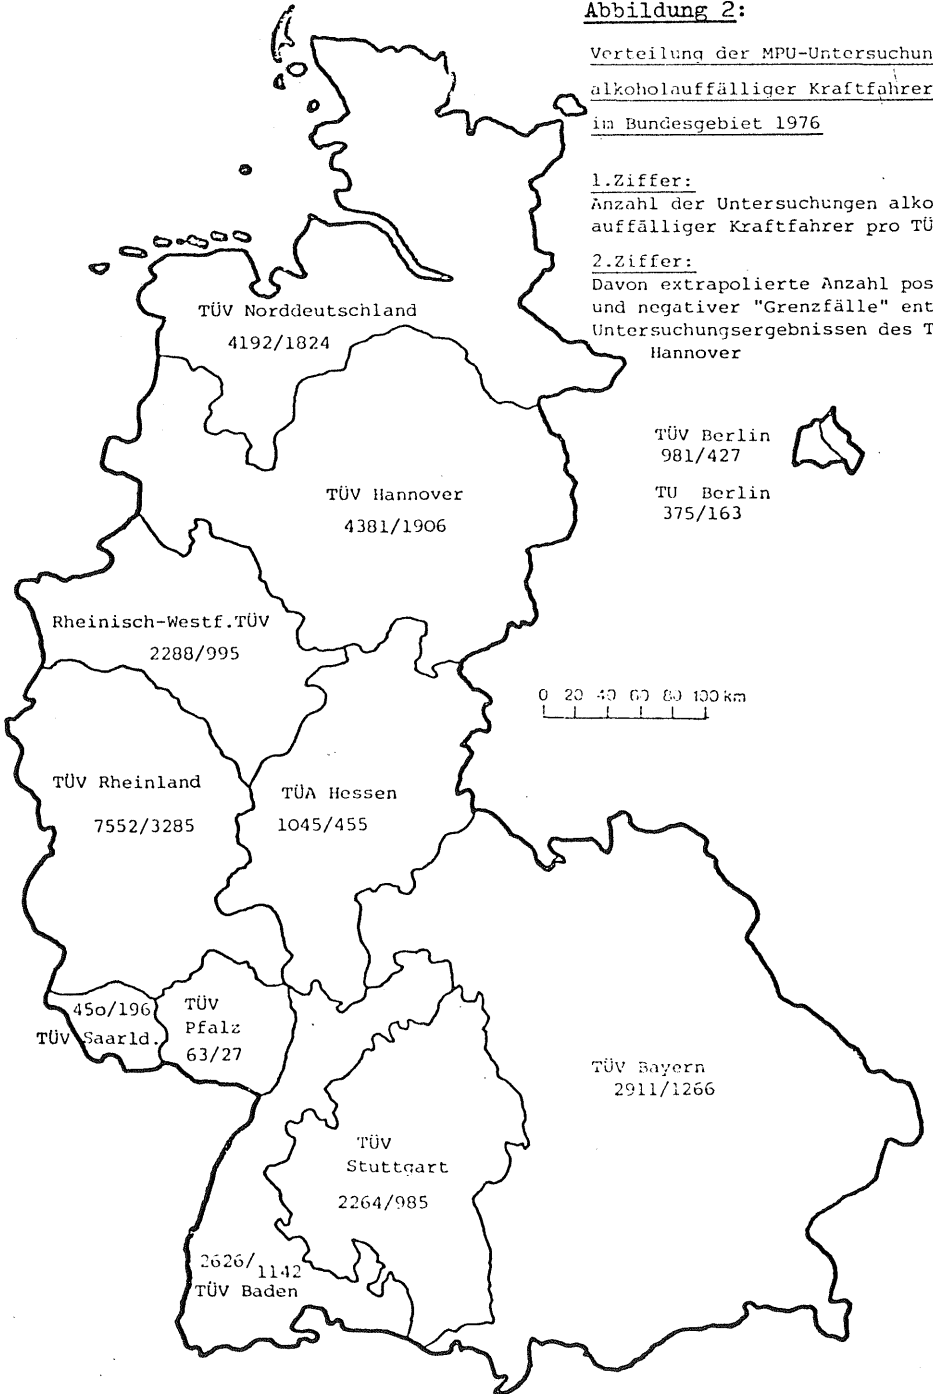 Abbildung 2:
Verteilung der MPU-Untersuchun
alkoholauffälliger Kraftfahrer
im Bundesgebiet 1976
1.Ziffer:
Anzahl der Untersuchungen alko
auffälliger Kraftfahrer pro TÜ
2.Ziffer:
Davon extrapolierte Anzahl pos
und negativer "Grenzfälle" ent
Untersuchungsergebnissen des T
Hannover
TÜV Norddeutschland
4192/1824
TÜV Berlin
981/427
TU Berlin
375/163
TÜV Hannover
4381/1906
Rheinisch-Westf.TÜV
2288/995
0 20 40 60 80 100 km
TÜV Rheinland
7552/3285
TÜA Hessen
1045/455
45o/196
TÜV Saarld.
TÜV
Pfalz
63/27
TÜV Bayern
2911/1266
TÜV
Stuttgart
2264/985
2626/
1142
TÜV Baden